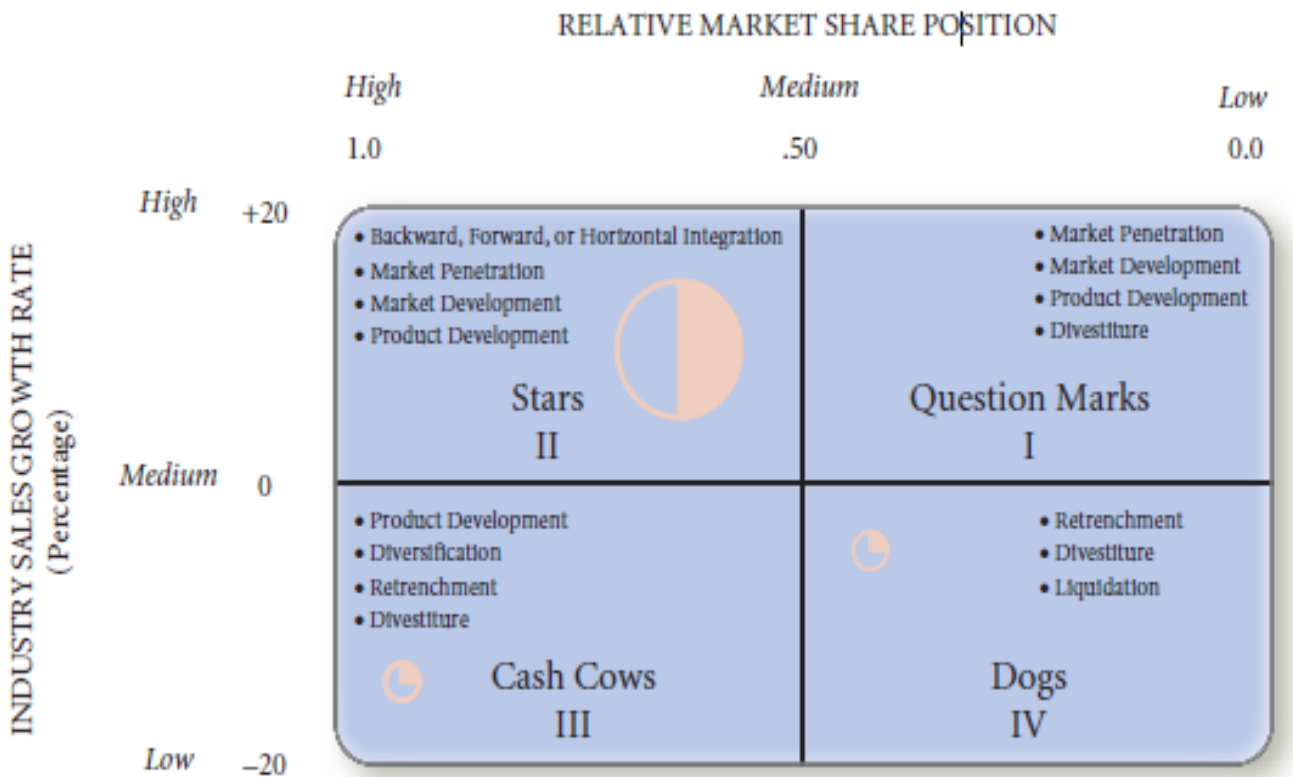 RELATIVE MARKET SHARE POSITION
High
Medium
Low
1.0
.50
0.0
INDUSTRY SALES GROWTH RATE
(Percentage)
High
+20
Medium
0
Low
–20
• Backward, Forward, or Horizontal Integration
• Market Penetration
• Market Development
• Product Development
Stars
II
• Market Penetration
• Market Development
• Product Development
• Divestiture
Question Marks
I
• Product Development
• Diversification
• Retrenchment
• Divestiture
Cash Cows
III
• Retrenchment
• Divestiture
• Liquidation
Dogs
IV